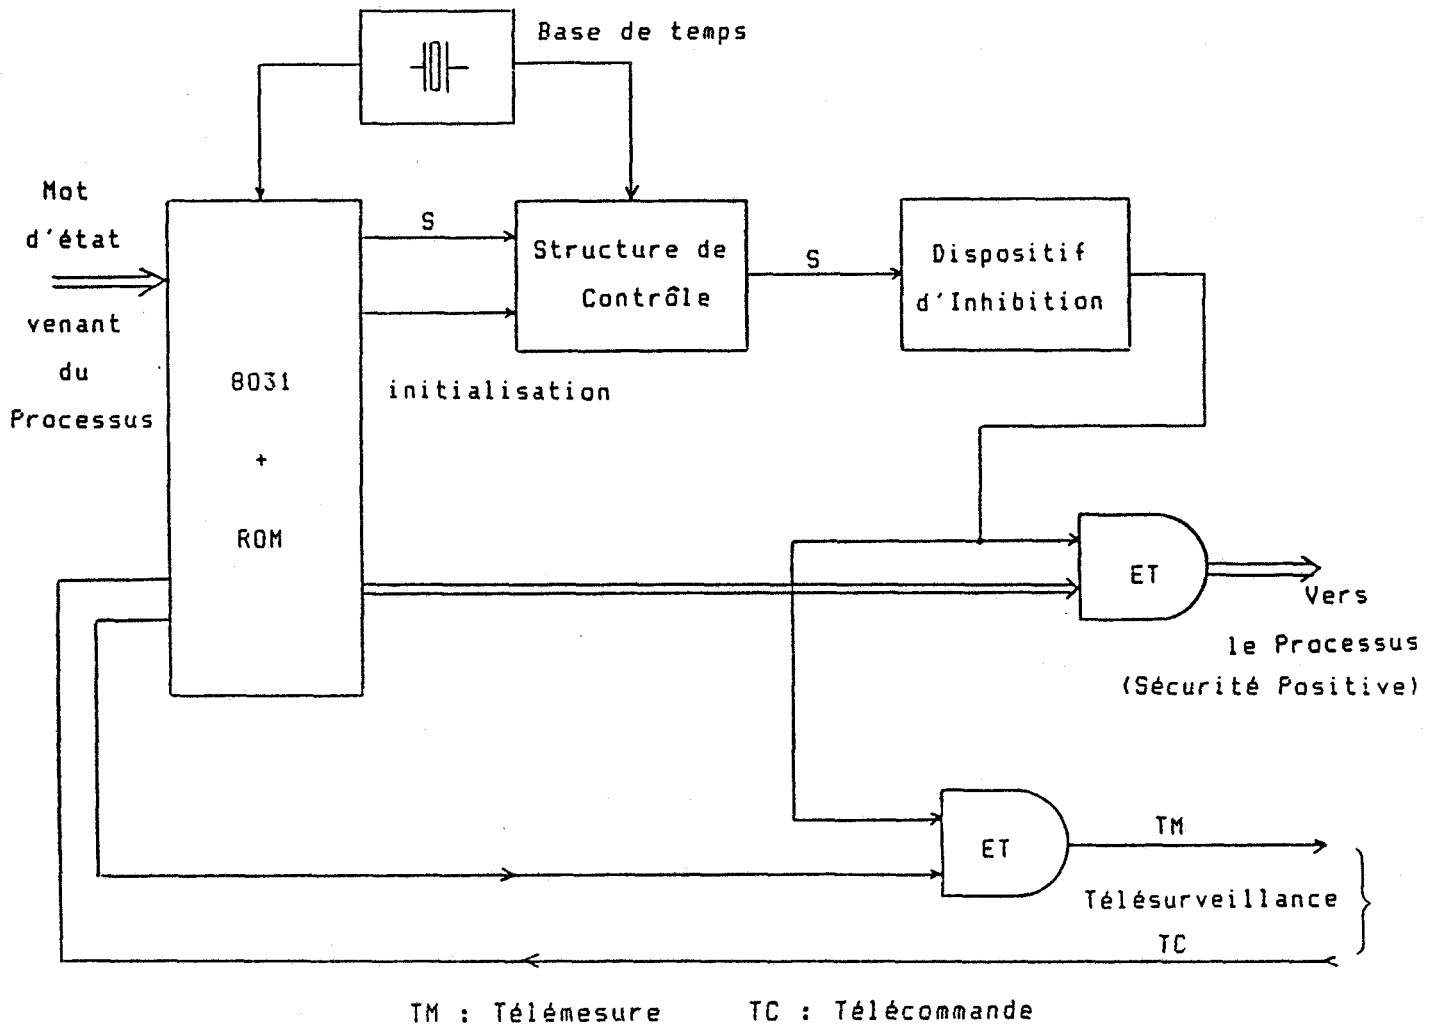 Base de temps
Mot
d'état
venant
du
Processus
8031
+
ROM
S
initialisation
Structure de
Contrôle
S
Dispositif
d'Inhibition
ET
Vers
le Processus
(Sécurité Positive)
ET
TM
Télésurveillance
TC
TM : Télémesure TC : Télécommande